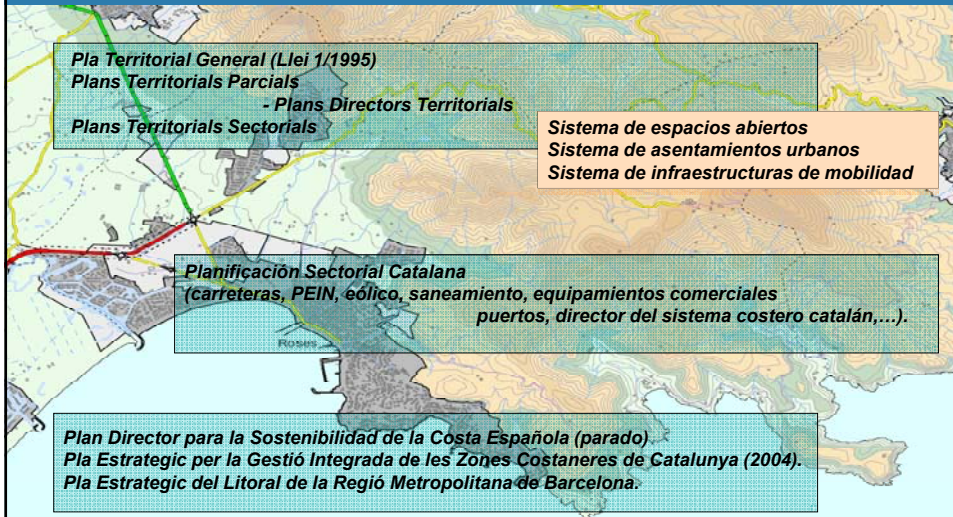 Pla Territorial General (Llei 1/1995)
Plans Territorials Parcials
- Plans Directors Territorials
Plans Territorials Sectorials
Sistema de espacios abiertos
Sistema de asentamientos urbanos
Sistema de infraestructuras de mobilidad
Planificación Sectorial Catalana
(carreteras, PEIN, eólico, saneamiento, equipamientos comerciales
puertos, director del sistema costero catalán,…).
Roses
Plan Director para la Sostenibilidad de la Costa Española (parado)
Pla Estrategic per la Gestió Integrada de les Zones Costaneres de Catalunya (2004).
Pla Estrategic del Litoral de la Regió Metropolitana de Barcelona.